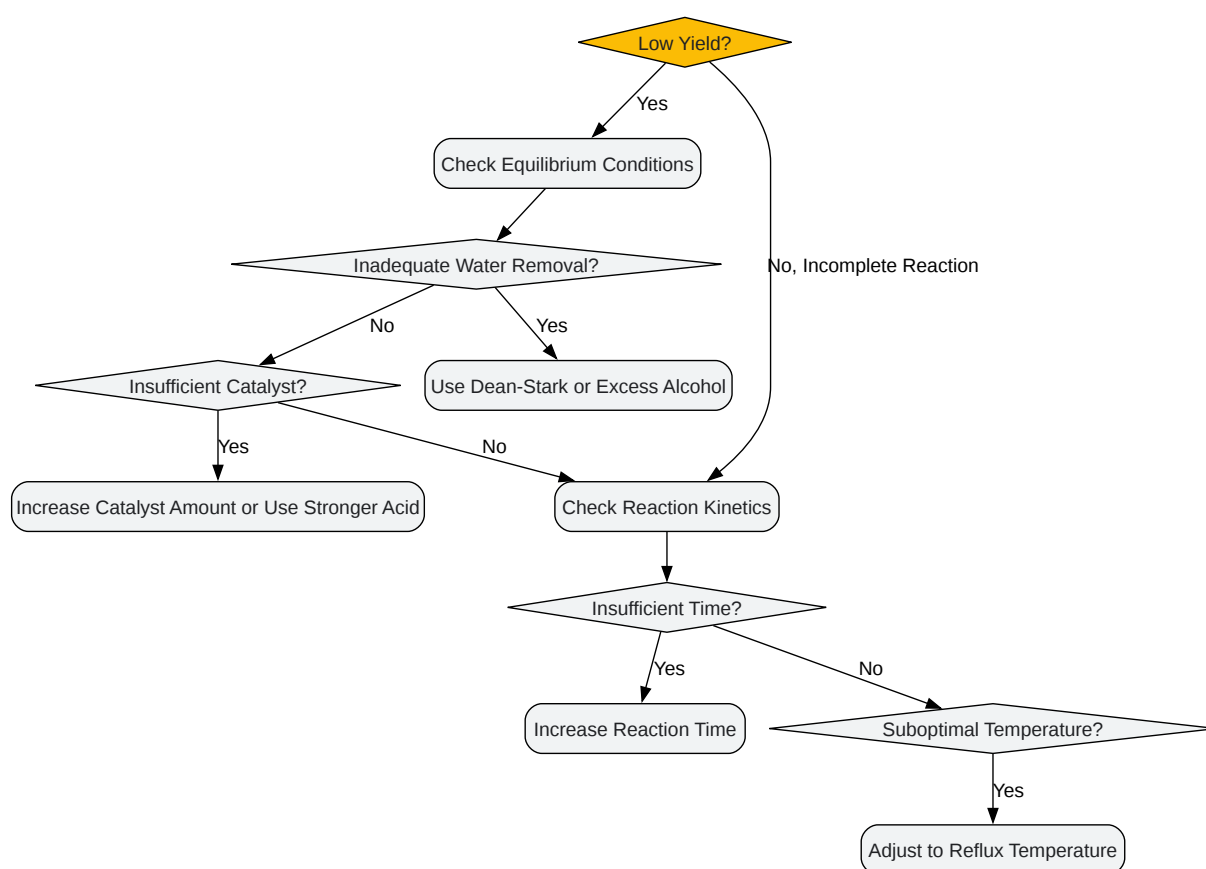 Low Yield?
Yes
Check Equilibrium Conditions
Inadequate Water Removal?
No, Incomplete Reaction
No
Yes
Insufficient Catalyst?
Use Dean-Stark or Excess Alcohol
Yes
No
Increase Catalyst Amount or Use Stronger Acid
Check Reaction Kinetics
Insufficient Time?
Yes
No
Increase Reaction Time
Suboptimal Temperature?
Yes
Adjust to Reflux Temperature